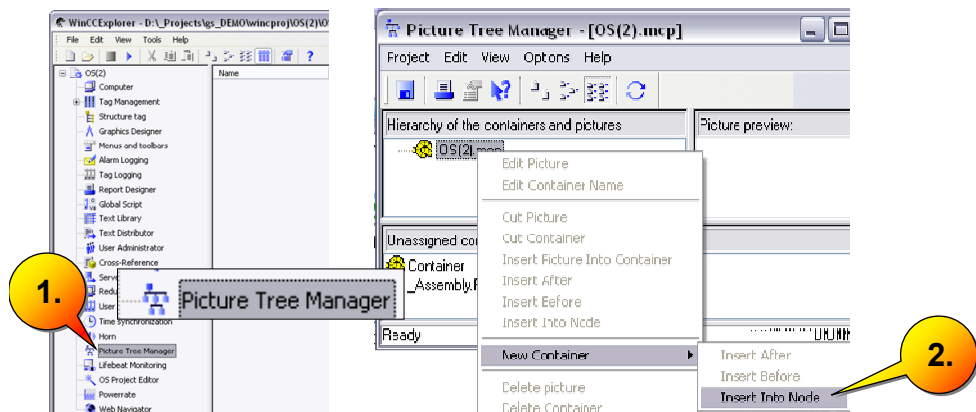 WinCCExplorer - D:\_Projects\gs_DEMO\wincproj\OS(2)\O
File Edit View Tools Help
OS(2)
Name
Computer
Tag Management
Structure tag
Graphics Designer
Menus and toolbars
Alarm Logging
Tag Logging
Report Designer
Global Script
Text Library
Text Distributor
User Administrator
Cross-Reference
Serve
Redu
User
Time synchronization
Horn
Picture Tree Manager
Lifebeat Monitoring
OS Project Editor
Powerrate
Web Navigator
1.
Picture Tree Manager
Picture Tree Manager - [OS(2).mcp]
Project Edit View Options Help
Hierarchy of the containers and pictures
Picture preview:
OS(2).mcp
Edit Picture
Edit Container Name
Cut Picture
Cut Container
Insert Picture Into Container
Insert After
Insert Before
Insert Into Node
New Container
Delete picture
Delete Container
Unassigned co
Container
_Assembly.P
Ready
Insert After
Insert Before
Insert Into Node
2.